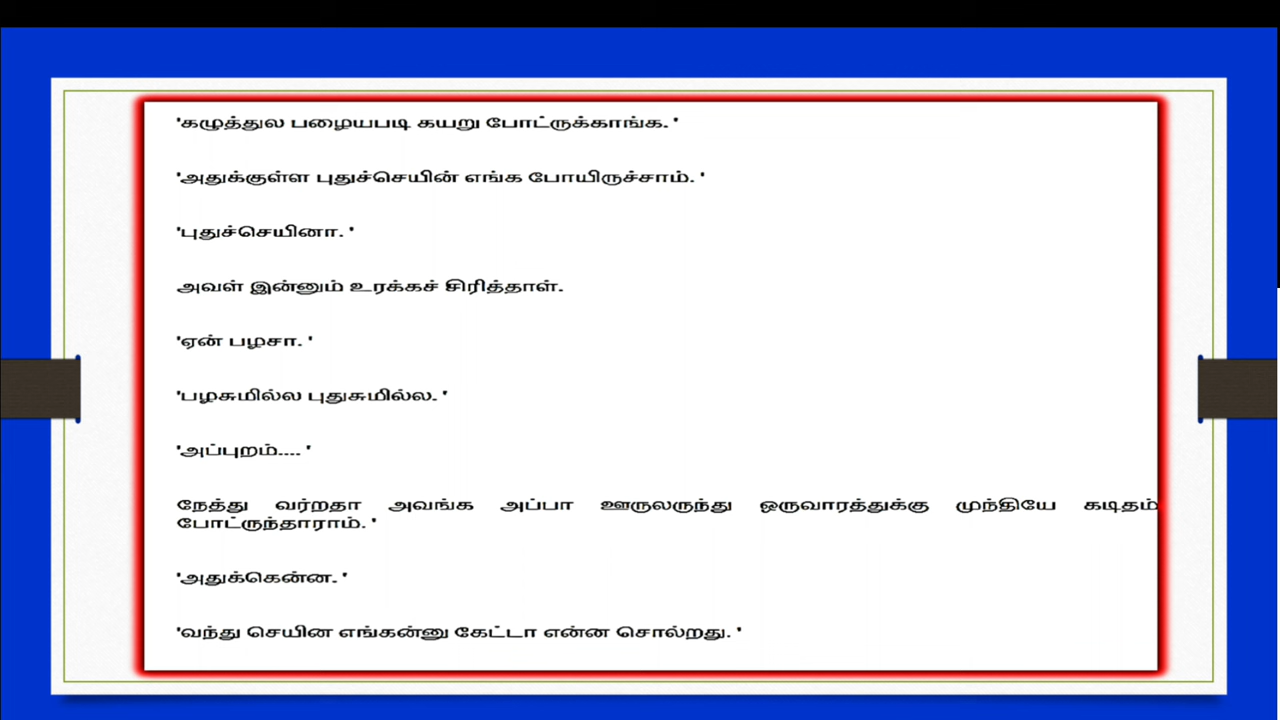 'கழுத்துல பழையபடி கயறு போட்ருக்காங்க. '
'அதுக்குள்ள புதுச்செயின் எங்க போயிருச்சாம். '
'புதுச்செயினா. '
அவள் இன்னும் உரக்கச் சிரித்தாள்.
'ஏன் பழசா. '
'பழசுமில்ல புதுசுமில்ல. '
'அப்புறம்.... '
நேத்து வர்றதா அவங்க அப்பா ஊருலருந்து ஒருவாரத்துக்கு முந்தியே கடிதம்
போட்ருந்தாராம். '
'அதுக்கென்ன. '
'வந்து செயின எங்கன்னு கேட்டா என்ன சொல்றது. '